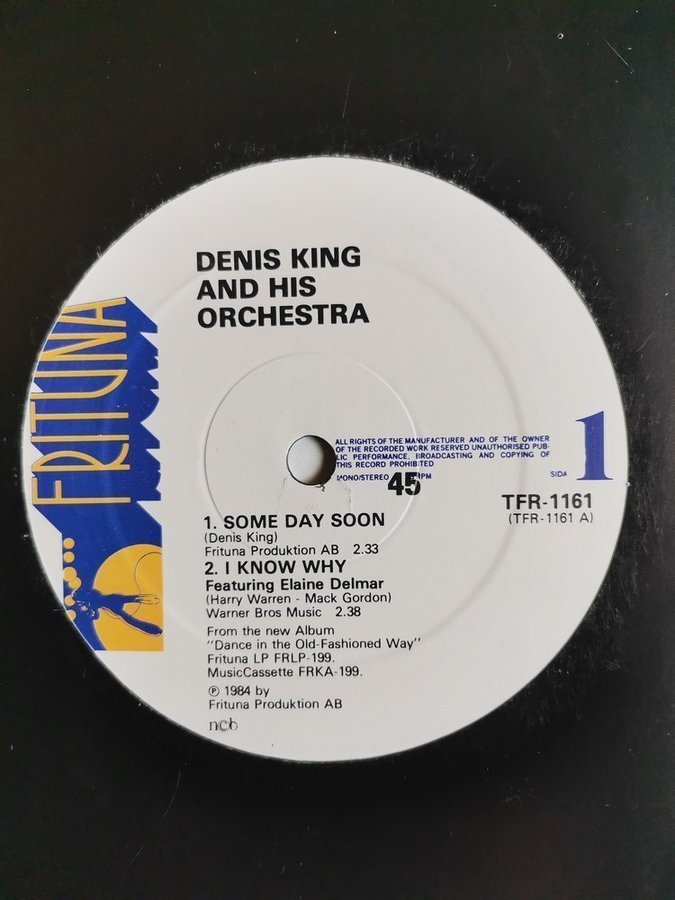 DENIS KING
AND HIS
ORCHESTRA
FRITUNA
ALL RIGHTS OF THE MANUFACTURER AND OF THE OWNER
OF THE RECORDED WORK RESERVED UNAUTHORISED PUB-
LIC PERFORMANCE, BROADCASTING AND COPYING OF
THIS RECORD PROHIBITED
MONO/STEREO 45 RPM
SIDA 1
TFR-1161
(TFR-1161 A)
1. SOME DAY SOON
(Denis King)
Frituna Produktion AB 2.33
2. I KNOW WHY
Featuring Elaine Delmar
(Harry Warren - Mack Gordon)
Warner Bros Music 2.38
From the new Album
"Dance in the Old-Fashioned Way"
Frituna LP FRLP-199.
MusicCassette FRKA-199.
℗ 1984 by
Frituna Produktion AB
ncb